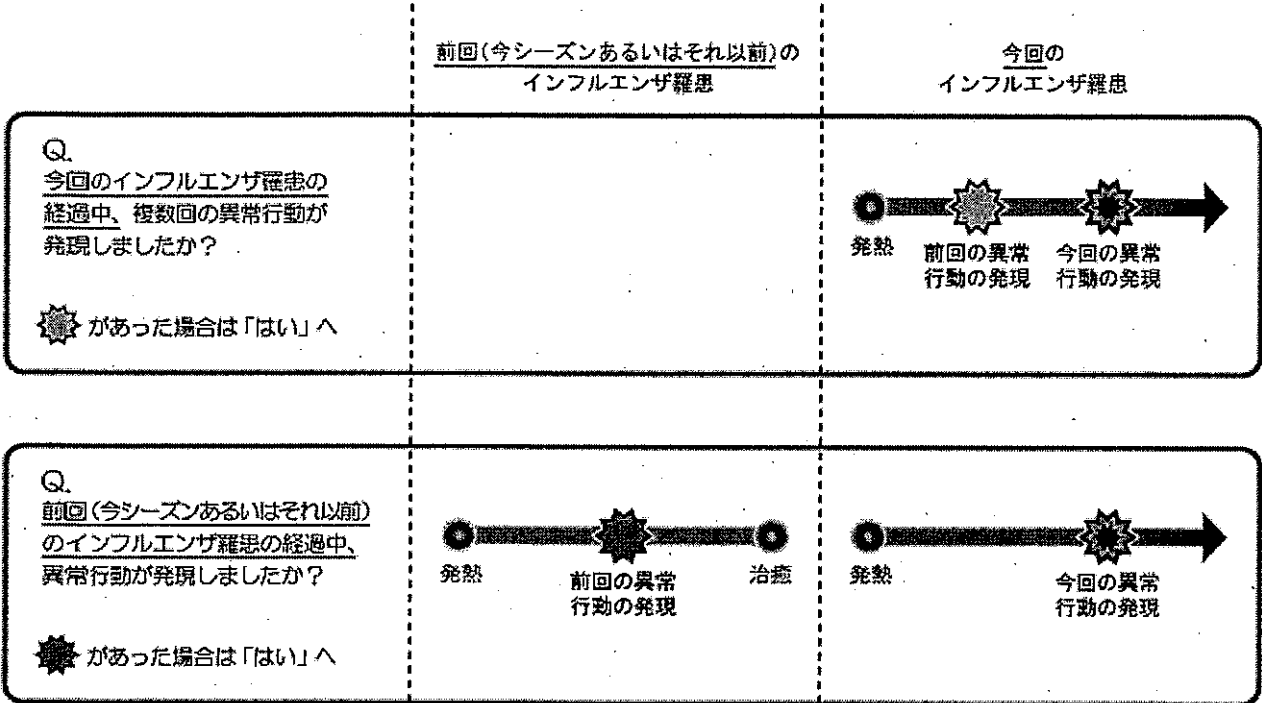 前回(今シーズンあるいはそれ以前)の
インフルエンザ罹患
今回の
インフルエンザ罹患
Q.
今回のインフルエンザ罹患の
経過中、複数回の異常行動が
発現しましたか？
があった場合は「はい」へ
発熱
前回の異常
行動の発現
今回の異常
行動の発現
Q.
前回(今シーズンあるいはそれ以前)
のインフルエンザ罹患の経過中、
異常行動が発現しましたか？
があった場合は「はい」へ
発熱
前回の異常
行動の発現
治癒
発熱
今回の異常
行動の発現